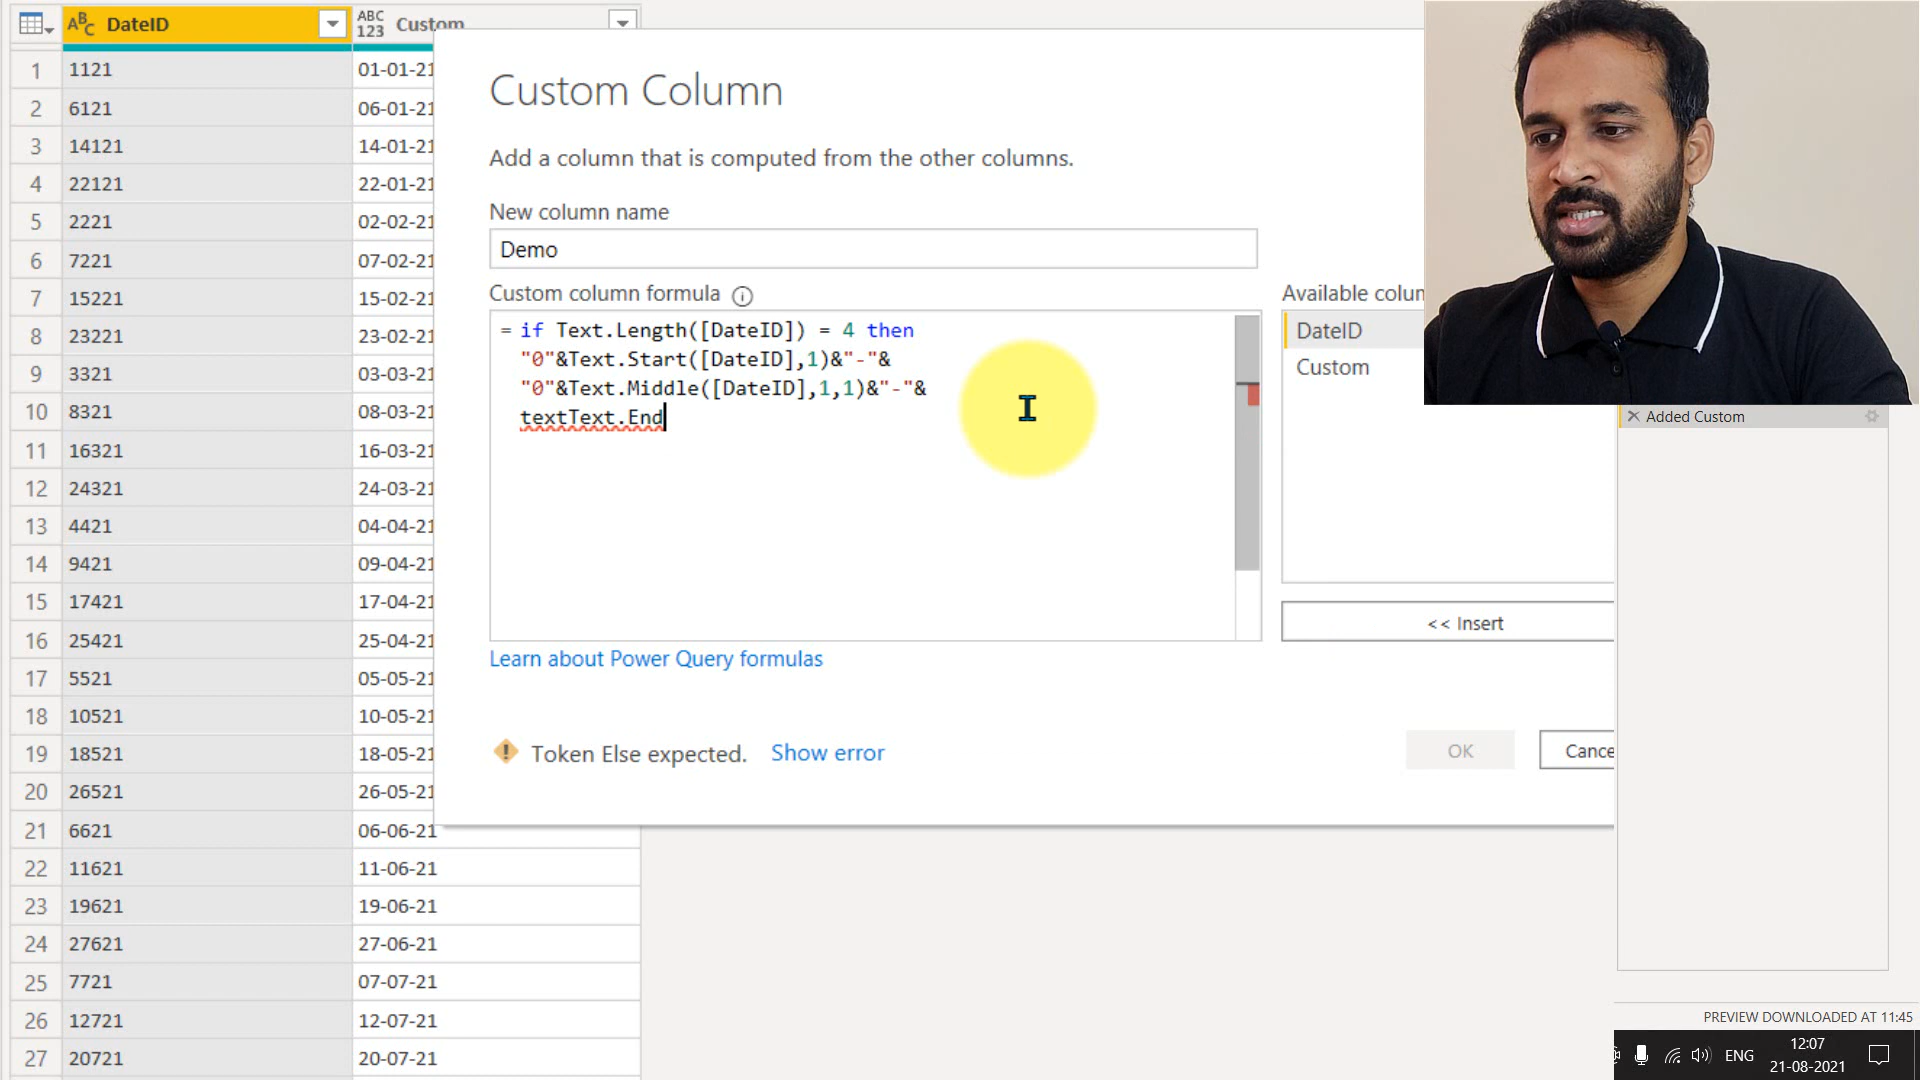 ABC DateID
ABC 123 Custom
1 1121 01-01-21
2 6121 06-01-21
3 14121 14-01-21
4 22121 22-01-21
5 2221 02-02-21
6 7221 07-02-21
7 15221 15-02-21
8 23221 23-02-21
9 3321 03-03-21
10 8321 08-03-21
11 16321 16-03-21
12 24321 24-03-21
13 4421 04-04-21
14 9421 09-04-21
15 17421 17-04-21
16 25421 25-04-21
17 5521 05-05-21
18 10521 10-05-21
19 18521 18-05-21
20 26521 26-05-21
21 6621 06-06-21
22 11621 11-06-21
23 19621 19-06-21
24 27621 27-06-21
25 7721 07-07-21
26 12721 12-07-21
27 20721 20-07-21
Custom Column
Add a column that is computed from the other columns.
New column name
Demo
Custom column formula
= if Text.Length([DateID]) = 4 then
"0"&Text.Start([DateID],1)&"-"&
"0"&Text.Middle([DateID],1,1)&"-"&
textText.End
Available colum
DateID
Custom
<< Insert
Learn about Power Query formulas
Token Else expected. Show error
OK
Cance
Added Custom
PREVIEW DOWNLOADED AT 11:45
ENG
12:07
21-08-2021